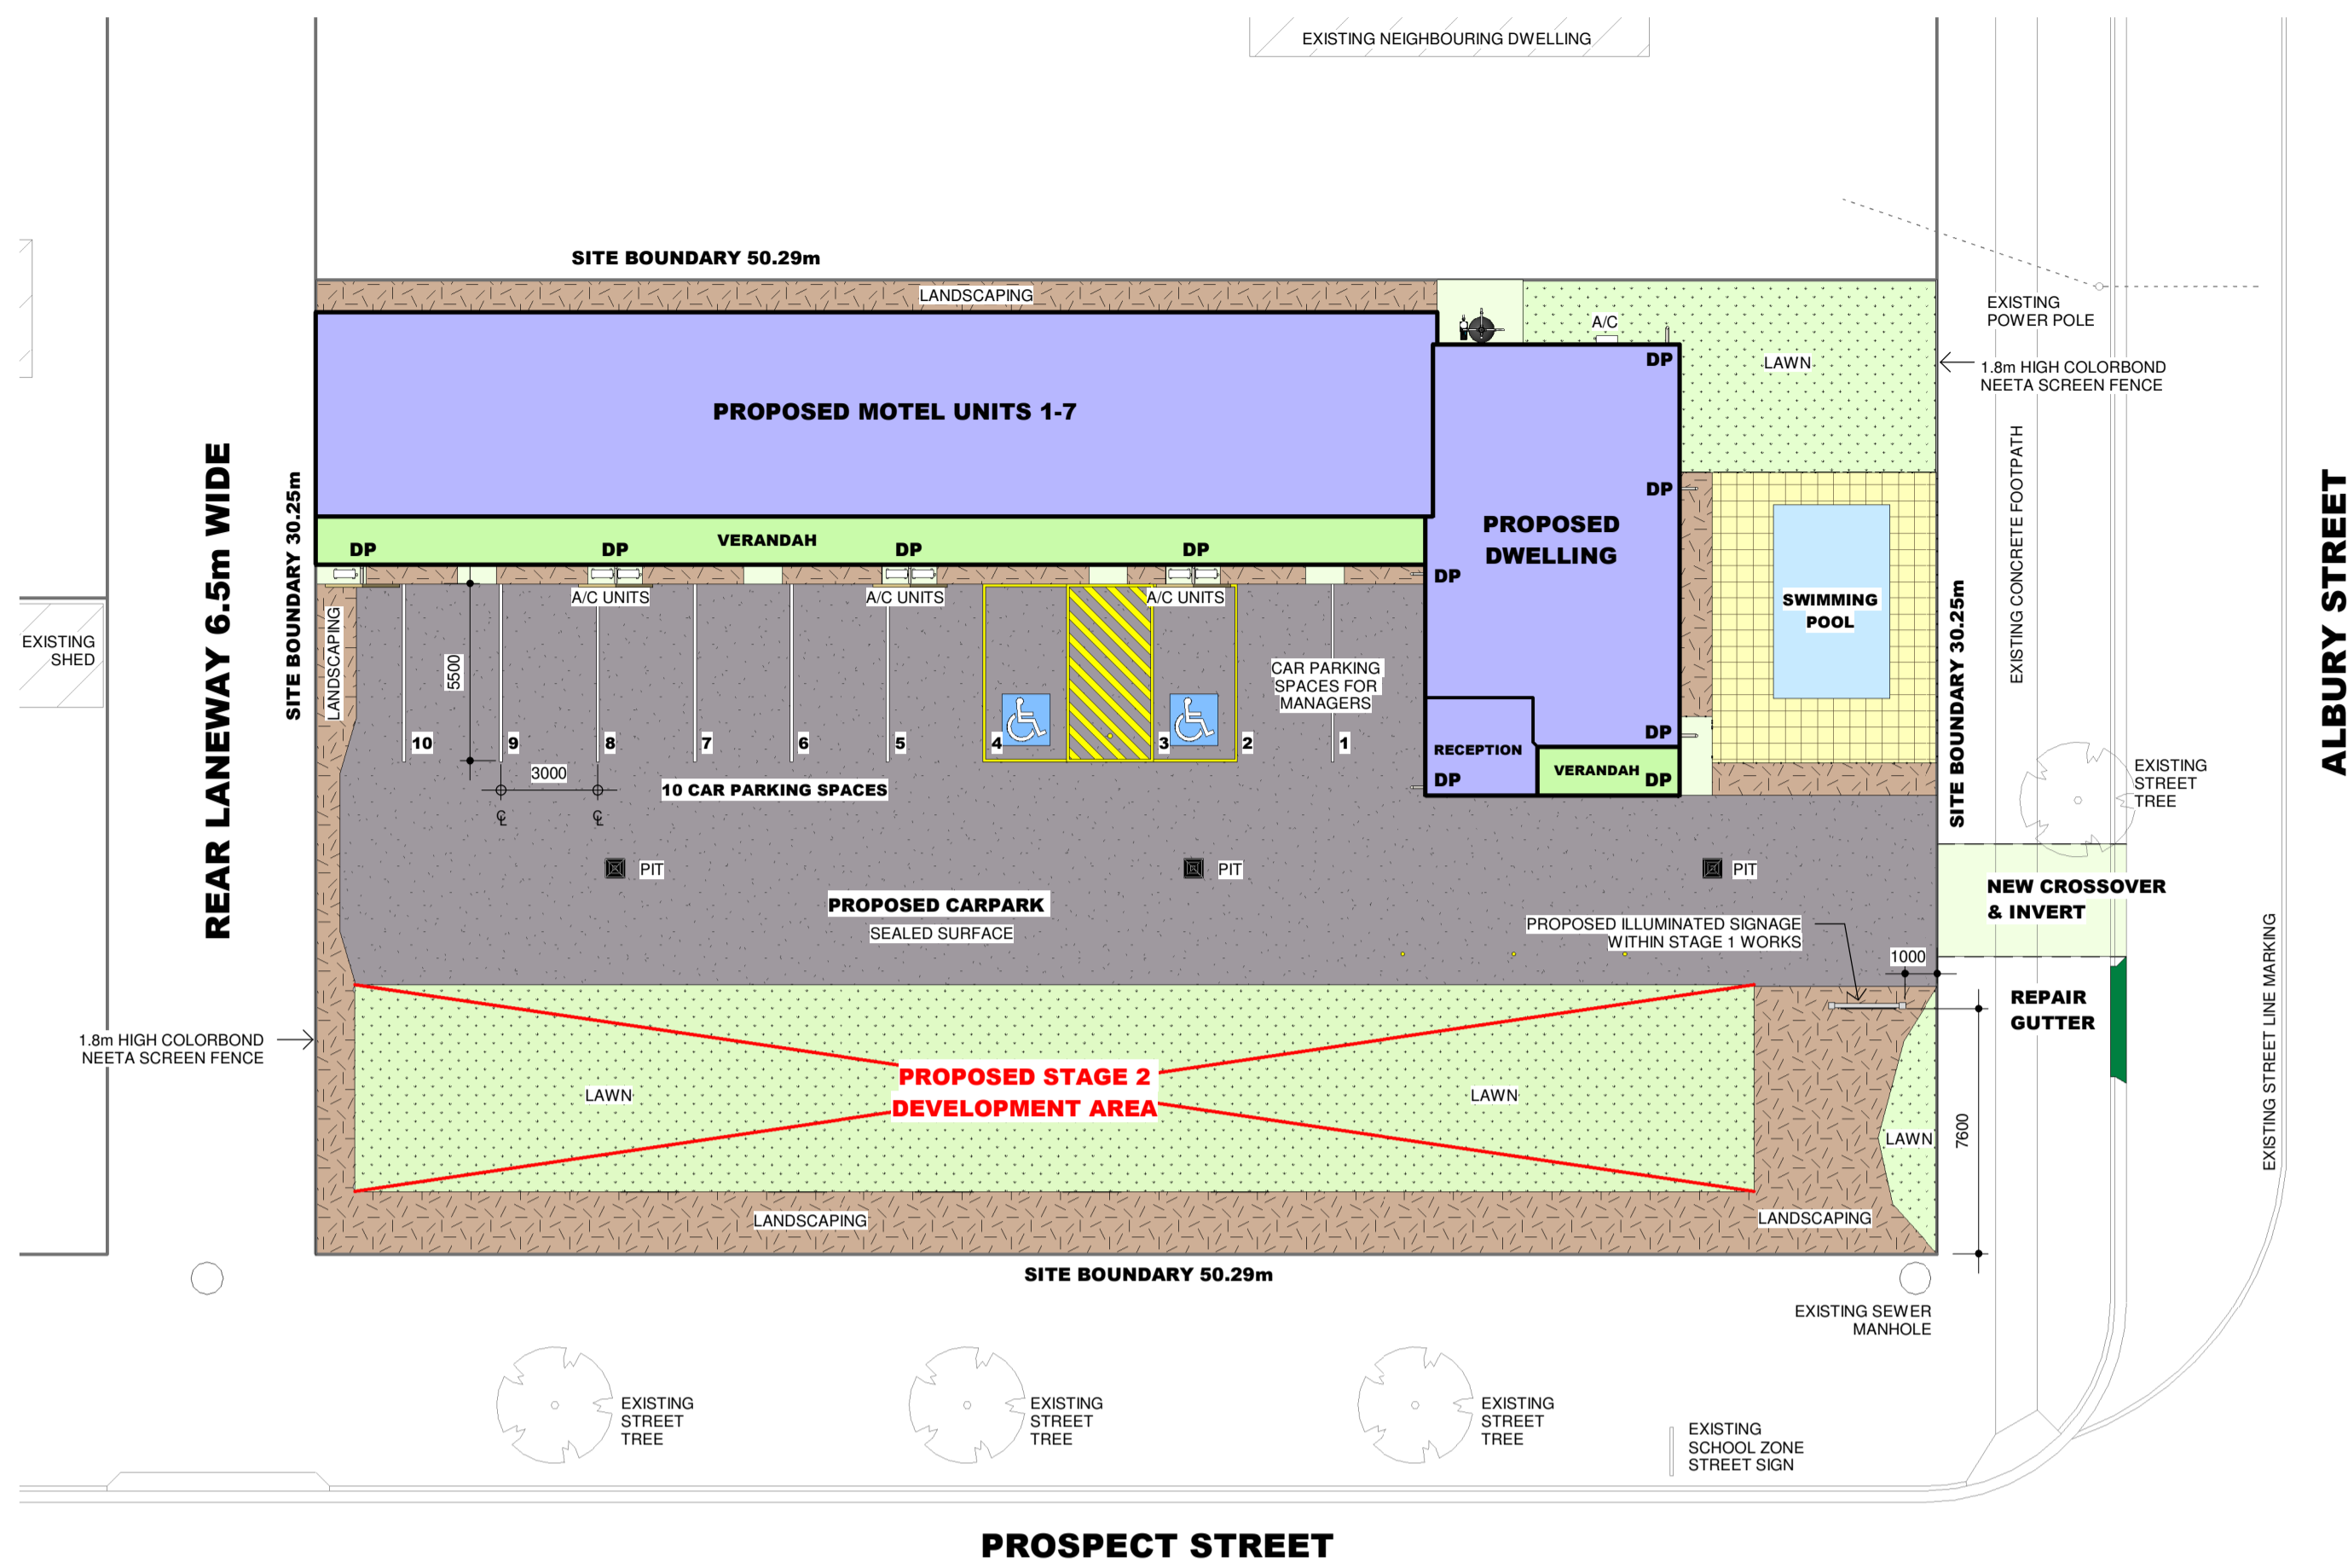 EXISTING NEIGHBOURING DWELLING
SITE BOUNDARY 50.29m
LANDSCAPING
EXISTING
POWER POLE
A/C
DP
LAWN
1.8m HIGH COLORBOND
NEETA SCREEN FENCE
PROPOSED MOTEL UNITS 1-7
REAR LANEWAY 6.5m WIDE
SITE BOUNDARY 30.25m
DP
PROPOSED
DWELLING
EXISTING CONCRETE FOOTPATH
ALBURY STREET
VERANDAH
DP
DP
DP
DP
DP
A/C UNITS
A/C UNITS
A/C UNITS
SWIMMING
POOL
SITE BOUNDARY 30.25m
EXISTING
SHED
LANDSCAPING
5500
CAR PARKING
SPACES FOR
MANAGERS
10
9
8
7
6
5
4
3
2
1
RECEPTION
DP
DP
VERANDAH
DP
3000
CL
CL
10 CAR PARKING SPACES
EXISTING
STREET
TREE
PIT
PIT
PIT
PROPOSED CARPARK
SEALED SURFACE
PROPOSED ILLUMINATED SIGNAGE
WITHIN STAGE 1 WORKS
NEW CROSSOVER
& INVERT
1000
REPAIR
GUTTER
EXISTING STREET LINE MARKING
1.8m HIGH COLORBOND
NEETA SCREEN FENCE
PROPOSED STAGE 2
DEVELOPMENT AREA
LAWN
LAWN
LAWN
7600
LANDSCAPING
LANDSCAPING
SITE BOUNDARY 50.29m
EXISTING SEWER
MANHOLE
EXISTING
STREET
TREE
EXISTING
STREET
TREE
EXISTING
STREET
TREE
EXISTING
SCHOOL ZONE
STREET SIGN
PROSPECT STREET